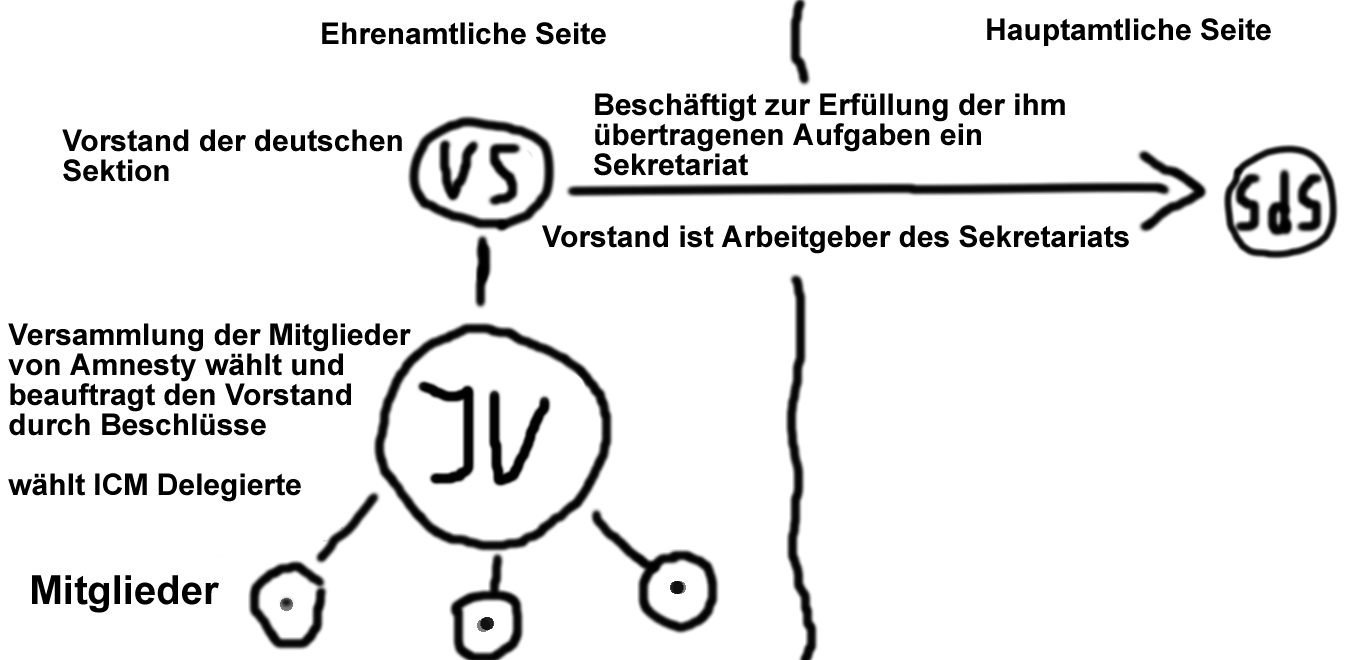 Ehrenamtliche Seite
Hauptamtliche Seite
Vorstand der deutschen
Sektion
VS
Beschäftigt zur Erfüllung der ihm
übertragenen Aufgaben ein
Sekretariat
Vorstand ist Arbeitgeber des Sekretariats
SdS
Versammlung der Mitglieder
von Amnesty wählt und
beauftragt den Vorstand
durch Beschlüsse
wählt ICM Delegierte
JV
Mitglieder